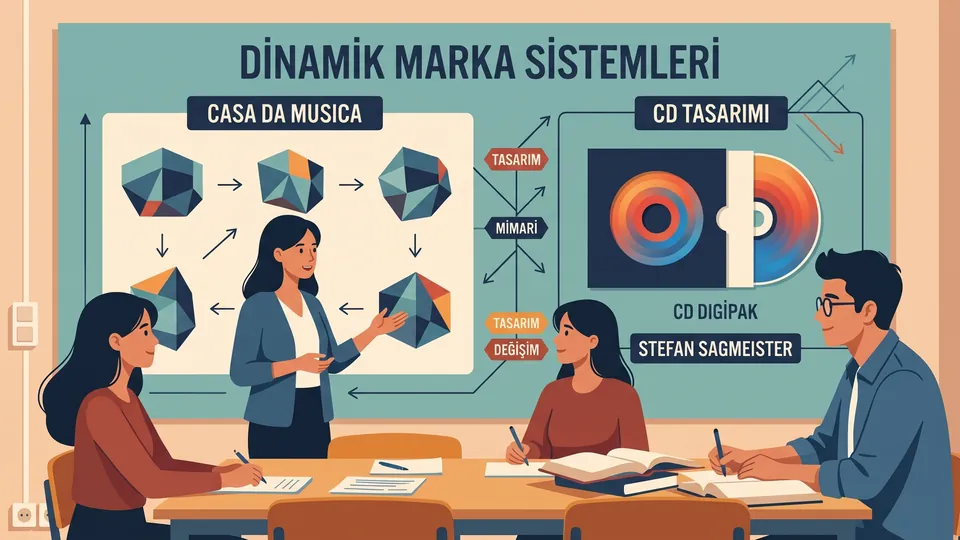 DİNAMİK MARKA SİSTEMLERİ
CASA DA MUSICA
CD TASARIMI
TASARIM
MİMARİ
TASARIM
DEĞİŞİM
CD DIGIPAK
STEFAN SAGMEISTER